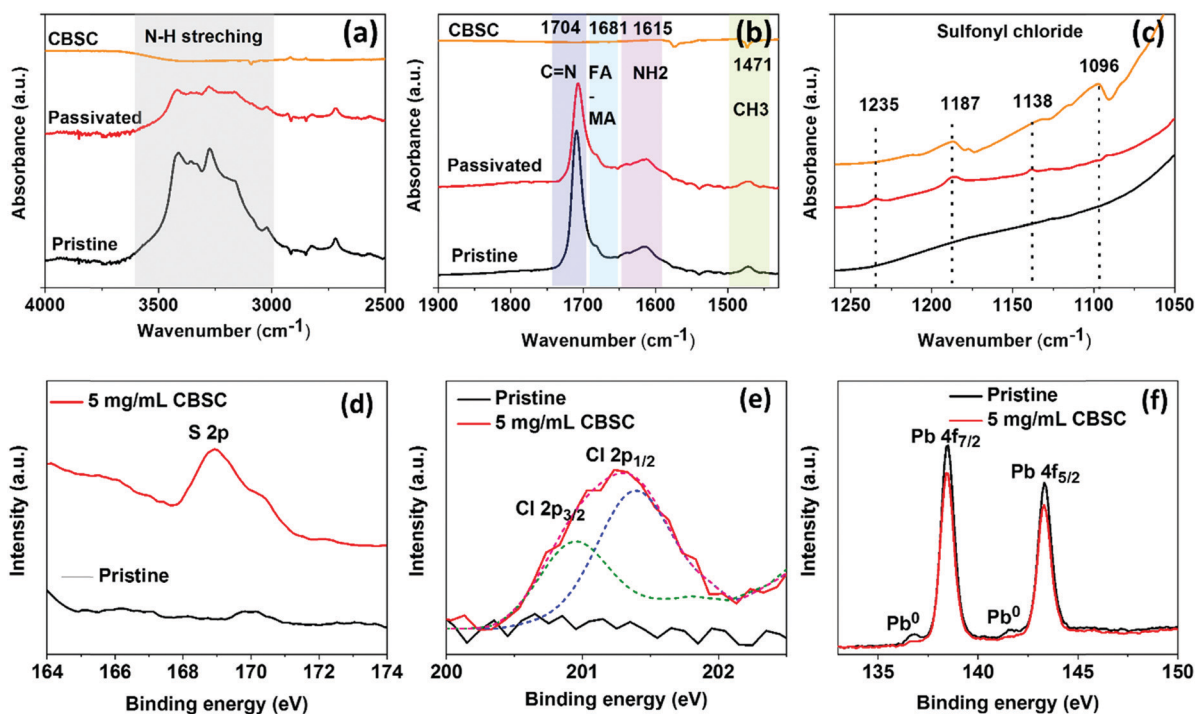 (a)
CBSC
N-H streching
Passivated
Pristine
Absorbance (a.u.)
4000 3500 3000 2500
Wavenumber (cm⁻¹)
(b)
CBSC
1704 1681 1615
1471
C=N
FA
-
MA
NH2
CH3
Passivated
Pristine
Absorbance (a.u.)
1900 1800 1700 1600 1500
Wavenumber (cm⁻¹)
(c)
Sulfonyl chloride
1235 1187 1138 1096
Absorbance (a.u.)
1250 1200 1150 1100 1050
Wavenumber (cm⁻¹)
(d)
5 mg/mL CBSC
S 2p
Pristine
Intensity (a.u.)
164 166 168 170 172 174
Binding energy (eV)
(e)
Pristine
5 mg/mL CBSC
Cl 2p1/2
Cl 2p3/2
Intensity (a.u.)
200 201 202
Binding energy (eV)
(f)
Pristine
5 mg/mL CBSC
Pb 4f7/2
Pb 4f5/2
Pb⁰
Pb⁰
Intensity (a.u.)
135 140 145 150
Binding energy (eV)